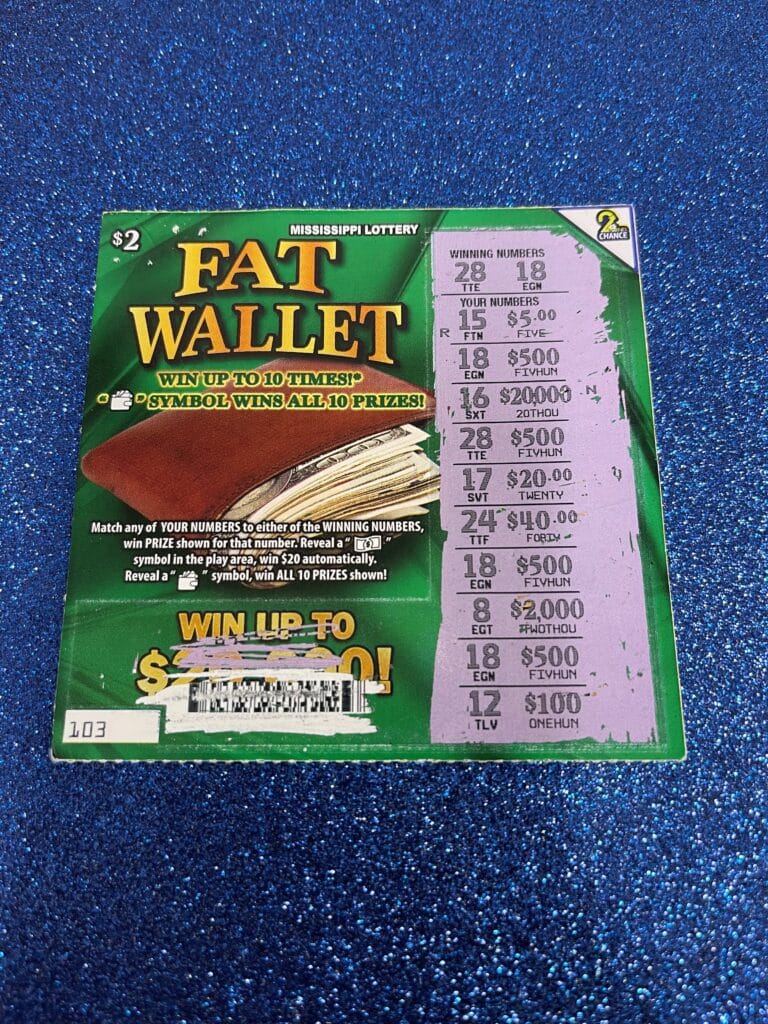 $2
MISSISSIPPI LOTTERY
2ND
CHANCE
FAT
WALLET
WIN UP TO 10 TIMES!*
" " SYMBOL WINS ALL 10 PRIZES!
Match any of YOUR NUMBERS to either of the WINNING NUMBERS,
win PRIZE shown for that number. Reveal a " "
symbol in the play area, win $20 automatically.
Reveal a " " symbol, win ALL 10 PRIZES shown!
WIN UP TO
103
WINNING NUMBERS
28 18
TTE EGN
YOUR NUMBERS
15 $5.00
R FTN FIVE
18 $500
EGN FIVHUN
16 $20,000 N
SXT 20THOU
28 $500
TTE FIVHUN
17 $20.00
SVT TWENTY
24 $40.00
TTF FORTY
18 $500
EGN FIVHUN
8 $2,000
EGT TWOTHOU
18 $500
EGN FIVHUN
12 $100
TLV ONEHUN